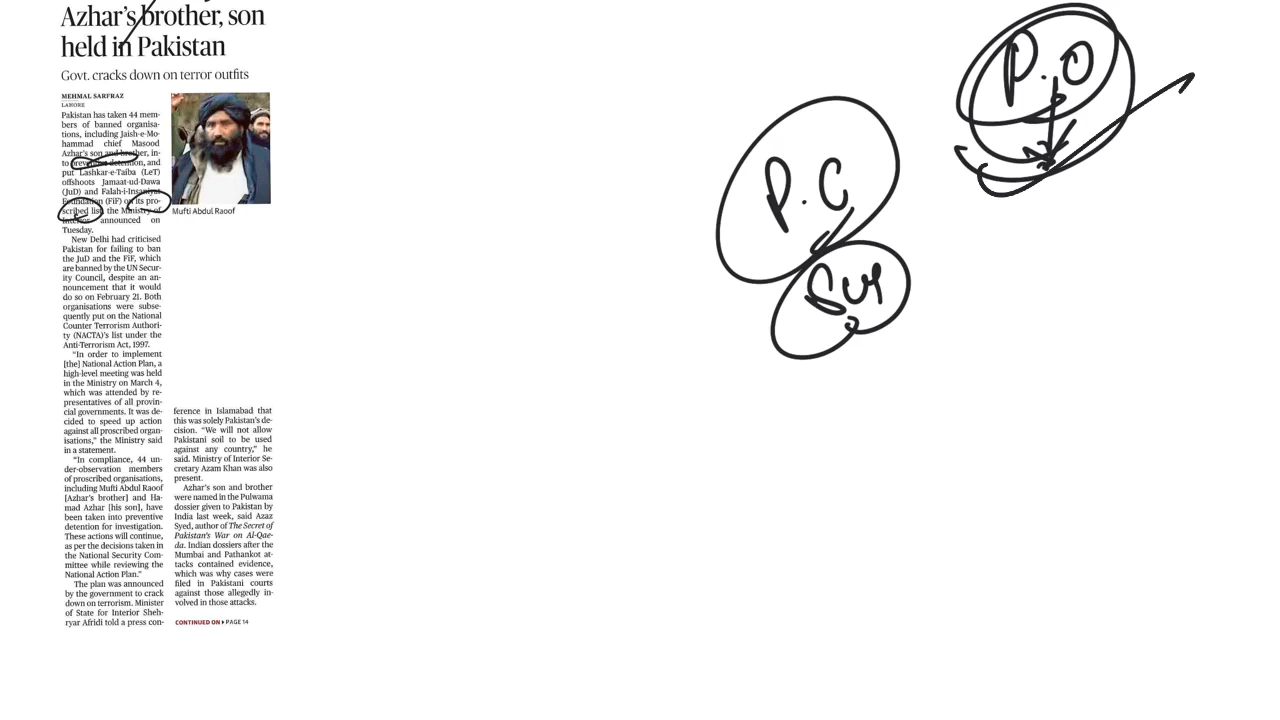 Azhar's brother, son
held in Pakistan
Govt. cracks down on terror outfits
MEHMAL SARFRAZ
LAHORE
Pakistan has taken 44 mem-
bers of banned organisa-
tions, including Jaish-e-Mo-
hammad chief Masood
Azhar's son and brother, in-
to preventive detention, and
put Lashkar-e-Taiba (LeT)
offshoots Jamaat-ud-Dawa
(JuD) and Falah-i-Insaniyat
Foundation (FiF) on its pro-
scribed list, the Ministry of
Interior announced on
Tuesday.
New Delhi had criticised
Pakistan for failing to ban
the JuD and the FiF, which
are banned by the UN Secur-
ity Council, despite an an-
nouncement that it would
do so on February 21. Both
organisations were subse-
quently put on the National
Counter Terrorism Authori-
ty (NACTA)'s list under the
Anti-Terrorism Act, 1997.
"In order to implement
[the] National Action Plan, a
high-level meeting was held
in the Ministry on March 4,
which was attended by re-
presentatives of all provin-
cial governments. It was de-
cided to speed up action
against all proscribed organ-
isations," the Ministry said
in a statement.
"In compliance, 44 un-
der-observation members
of proscribed organisations,
including Mufti Abdul Raoof
[Azhar's brother] and Ha-
mad Azhar [his son], have
been taken into preventive
detention for investigation.
These actions will continue,
as per the decisions taken in
the National Security Com-
mittee while reviewing the
National Action Plan."
The plan was announced
by the government to crack
down on terrorism. Minister
of State for Interior Sheh-
ryar Afridi told a press con-
Mufti Abdul Raoof
ference in Islamabad that
this was solely Pakistan's de-
cision. "We will not allow
Pakistani soil to be used
against any country," he
said. Ministry of Interior Se-
cretary Azam Khan was also
present.
Azhar's son and brother
were named in the Pulwama
dossier given to Pakistan by
India last week, said Azaz
Syed, author of The Secret of
Pakistan's War on Al-Qae-
da. Indian dossiers after the
Mumbai and Pathankot at-
tacks contained evidence,
which was why cases were
filed in Pakistani courts
against those allegedly in-
volved in those attacks.
CONTINUED ON PAGE 14
P.O
P.C